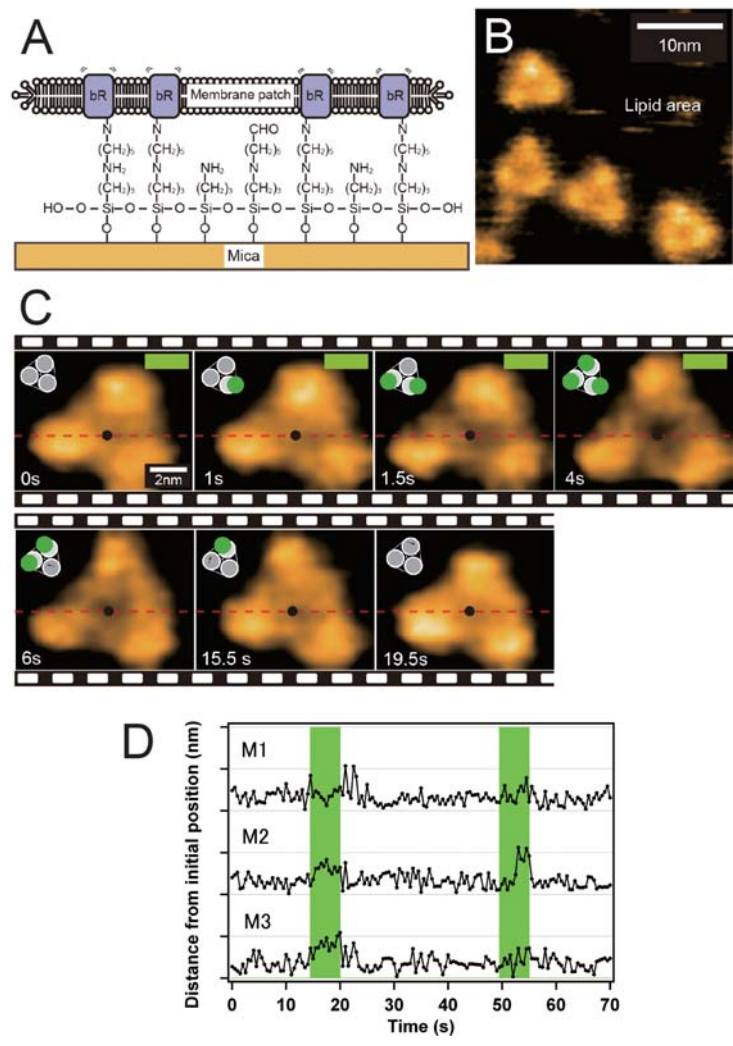 A
bR bR Membrane patch bR bR
N N CHO N N
(CH₂)₅ (CH₂)₅ (CH₂)₅ (CH₂)₅ (CH₂)₅
NH₂ N NH₂ N N NH₂ N
(CH₂)₃ (CH₂)₃ (CH₂)₃ (CH₂)₃ (CH₂)₃ (CH₂)₃ (CH₂)₃
HO-O-Si-O-Si-O-Si-O-Si-O-Si-O-Si-O-Si-O-OH
O O O O O O O
Mica
B
10nm
Lipid area
C
0s
2nm
1s
1.5s
4s
6s
15.5 s
19.5s
D
Distance from initial position (nm)
M1
M2
M3
0 10 20 30 40 50 60 70
Time (s)